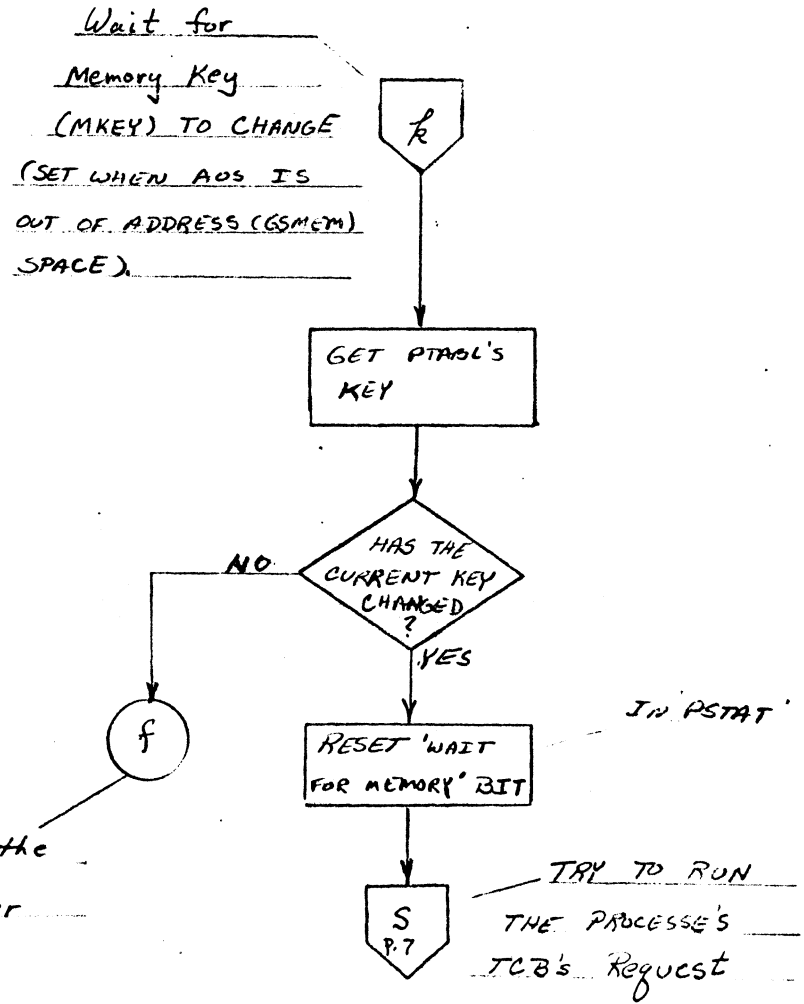 Wait for
Memory Key
(MKEY) TO CHANGE
(SET WHEN AOS IS
OUT OF ADDRESS (GSMEM)
SPACE).
k
GET PTABL'S
KEY
HAS THE
CURRENT KEY
CHANGED
?
NO
YES
f
RESET 'WAIT
FOR MEMORY' BIT
IN 'PSTAT'
the
S
P.7
TRY TO RUN
THE PROCESSE'S
TCB's Request